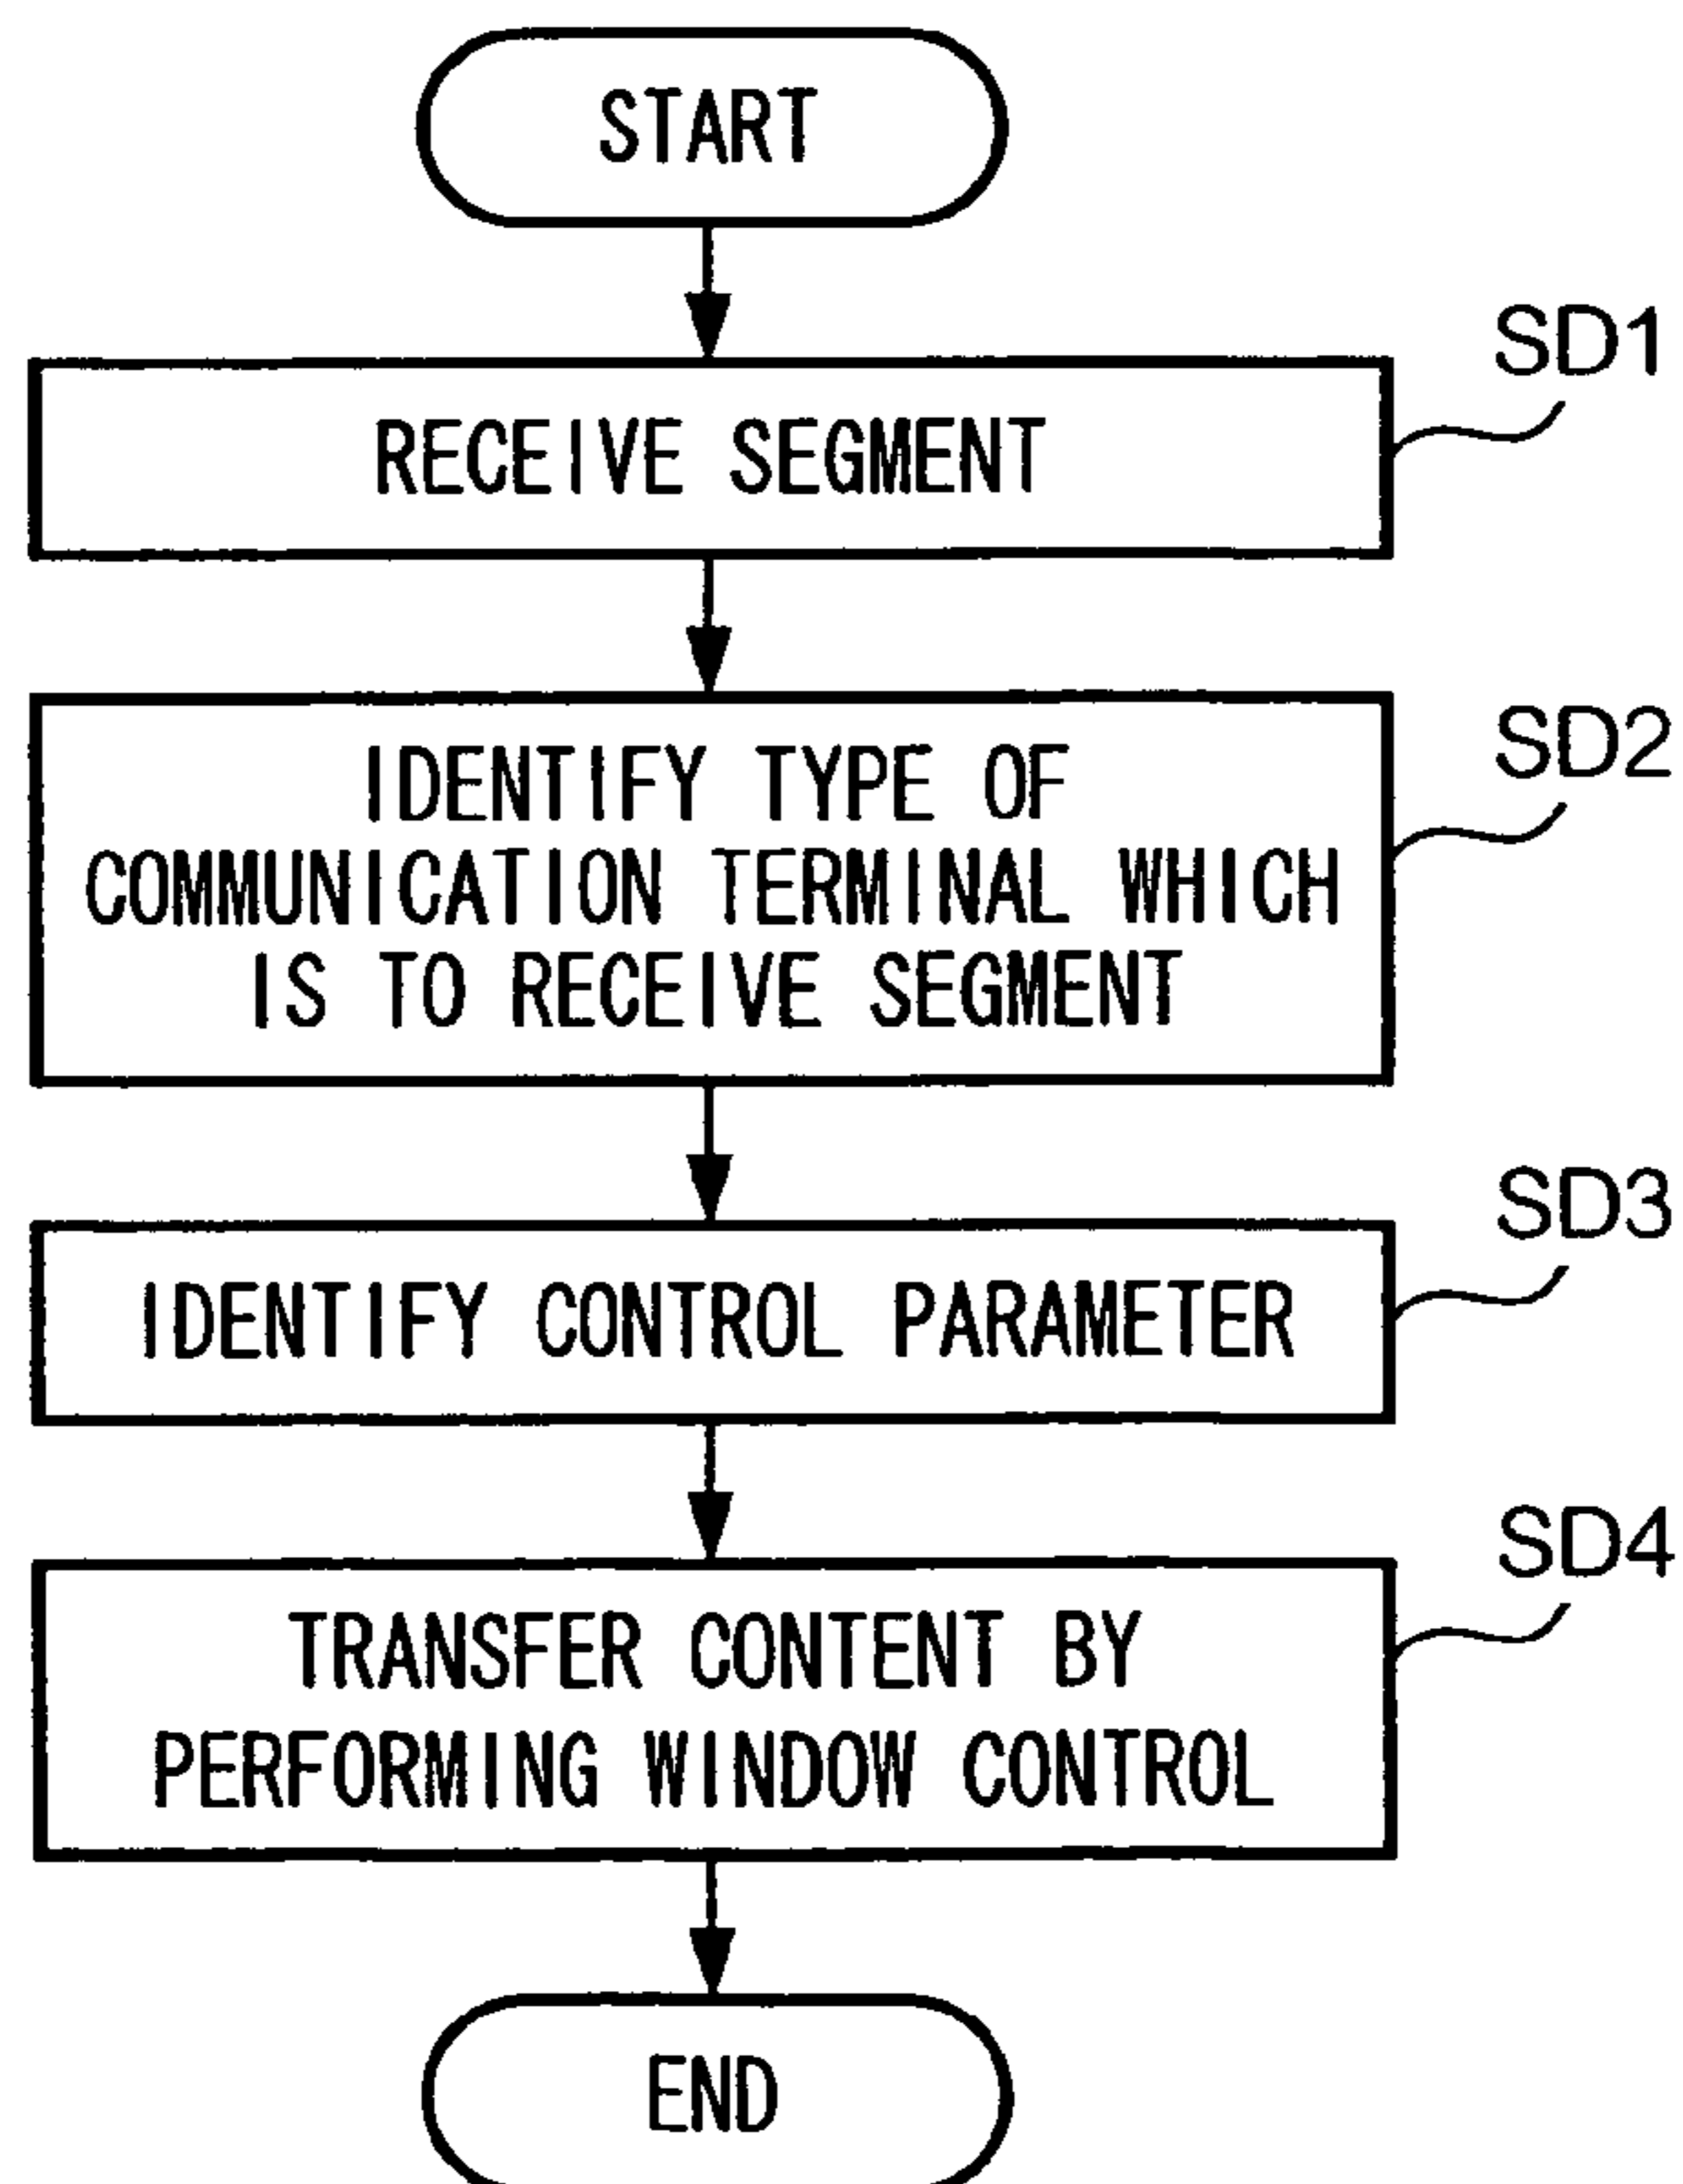 START
SD1
RECEIVE SEGMENT
SD2
IDENTIFY TYPE OF
COMMUNICATION TERMINAL WHICH
IS TO RECEIVE SEGMENT
SD3
IDENTIFY CONTROL PARAMETER
SD4
TRANSFER CONTENT BY
PERFORMING WINDOW CONTROL
END